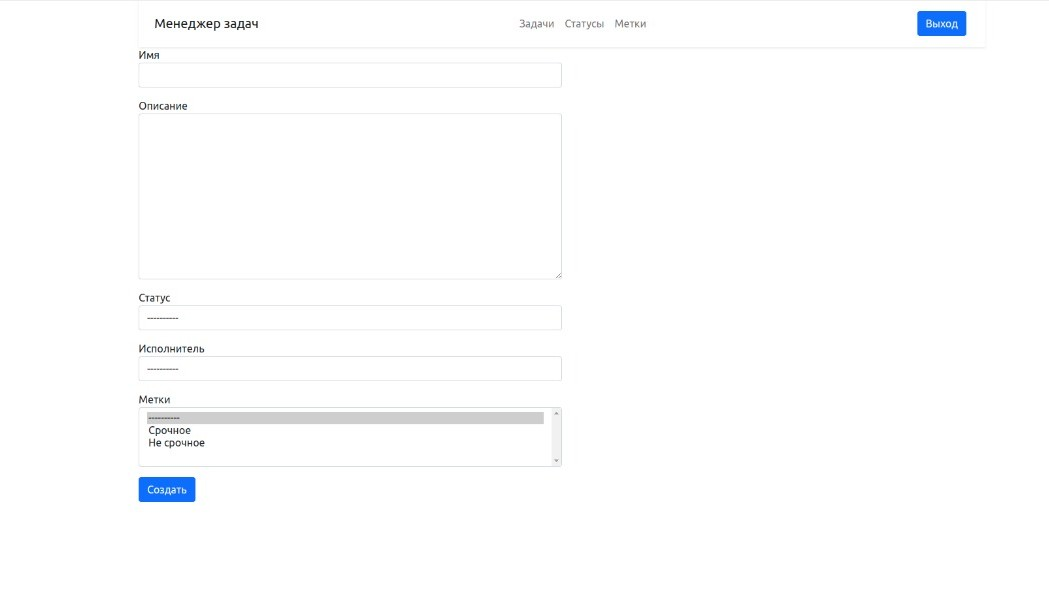 Менеджер задач
Задачи Статусы Метки
Выход
Имя
Описание
Статус
----------
Исполнитель
----------
Метки
----------
Срочное
Не срочное
Создать